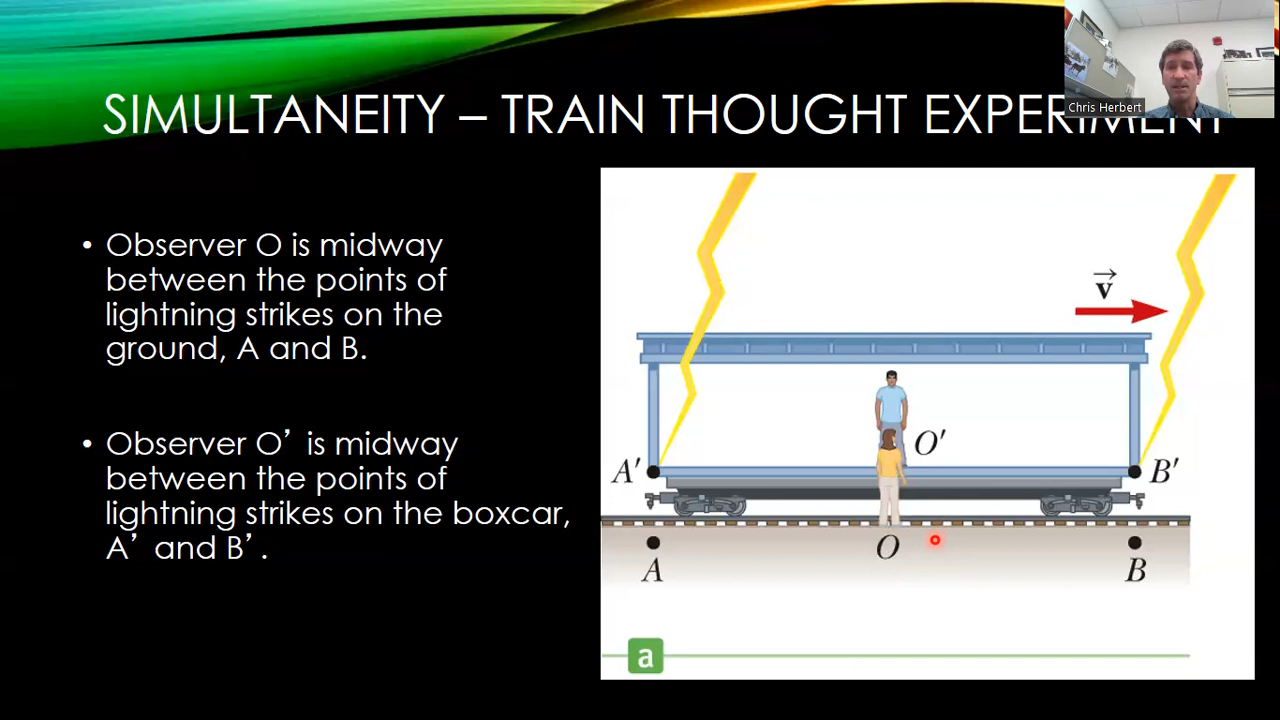 Chris Herbert
SIMULTANEITY – TRAIN THOUGHT EXPERIMENT
• Observer O is midway
between the points of
lightning strikes on the
ground, A and B.
• Observer O’ is midway
between the points of
lightning strikes on the boxcar,
A’ and B’.
v
O′
A′
B′
O
A
B
a